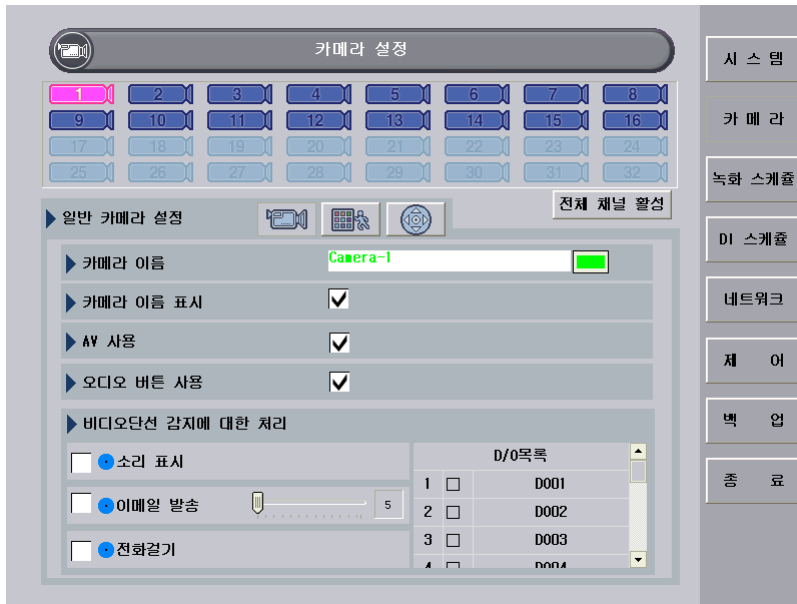 카메라 설정
1 2 3 4 5 6 7 8
9 10 11 12 13 14 15 16
17 18 19 20 21 22 23 24
25 26 27 28 29 30 31 32
전체 채널 활성
일반 카메라 설정
카메라 이름
Camera-1
카메라 이름 표시
AV 사용
오디오 버튼 사용
비디오단선 감지에 대한 처리
소리 표시
이메일 발송
5
전화걸기
D/O목록
1 DO01
2 DO02
3 DO03
4 DO04
시 스 템
카 메 라
녹화 스케쥴
DI 스케쥴
네트워크
제 어
백 업
종 료